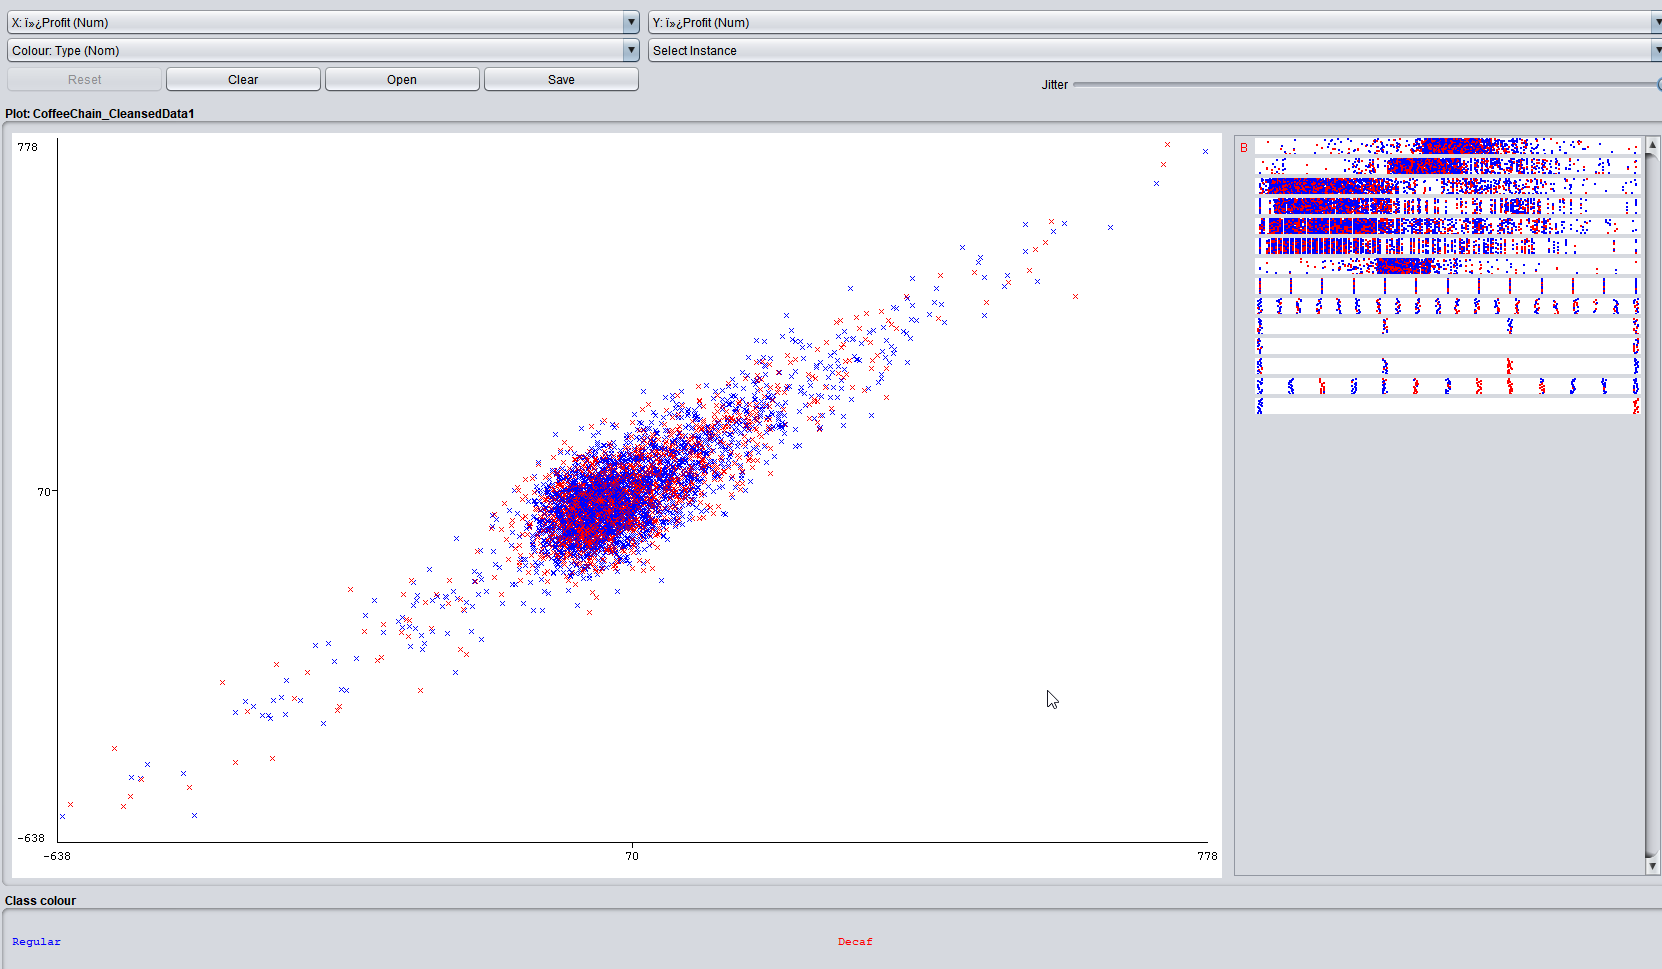 X: ï»¿Profit (Num)
Y: ï»¿Profit (Num)
Colour: Type (Nom)
Select Instance
Reset
Clear
Open
Save
Jitter
Plot: CoffeeChain_CleansedData1
778
70
-638
-638
70
778
B
Class colour
Regular
Decaf